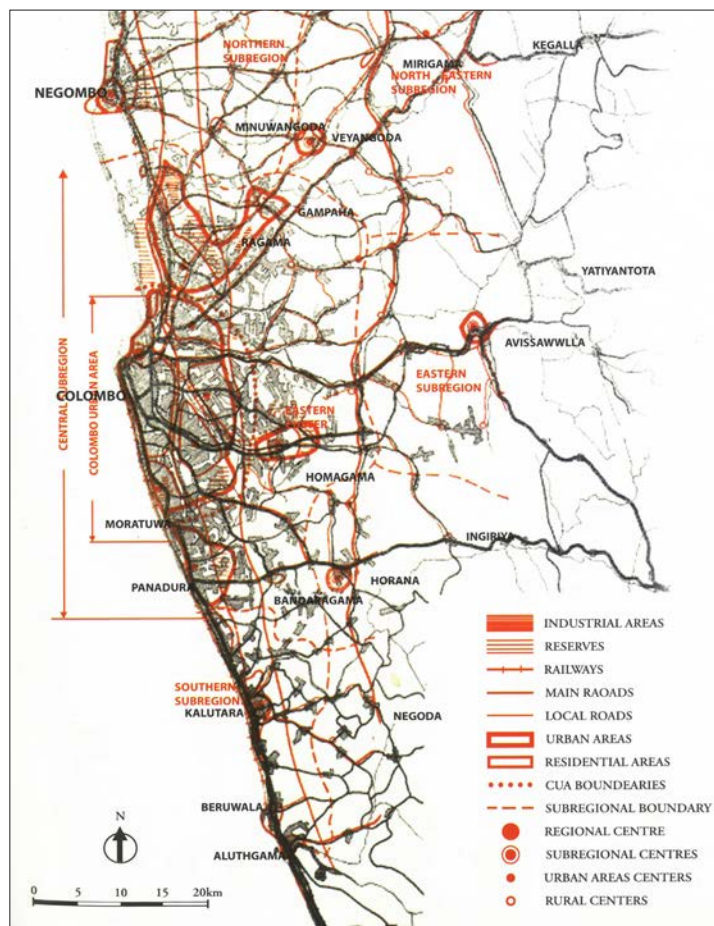 NORTHERN
SUBREGION
KEGALLA
MIRIGAMA
NORTH EASTERN
SUBREGION
NEGOMBO
MINUWANGODA
VEYANGODA
GAMPAHA
RAGAMA
YATIYANTOTA
AVISSAWWLLA
EASTERN
SUBREGION
CENTRAL SUBREGION
COLOMBO URBAN AREA
COLOMBO
EASTERN
HOMAGAMA
MORATUWA
INGIRIYA
PANADURA
HORANA
BANDARAGAMA
SOUTHERN
SUBREGION
KALUTARA
NEGODA
BERUWALA
ALUTHGAMA
INDUSTRIAL AREAS
RESERVES
RAILWAYS
MAIN RAOADS
LOCAL ROADS
URBAN AREAS
RESIDENTIAL AREAS
CUA BOUNDEARIES
SUBREGIONAL BOUNDARY
REGIONAL CENTRE
SUBREGIONAL CENTRES
URBAN AREAS CENTERS
RURAL CENTERS
N
0 5 10 15 20km